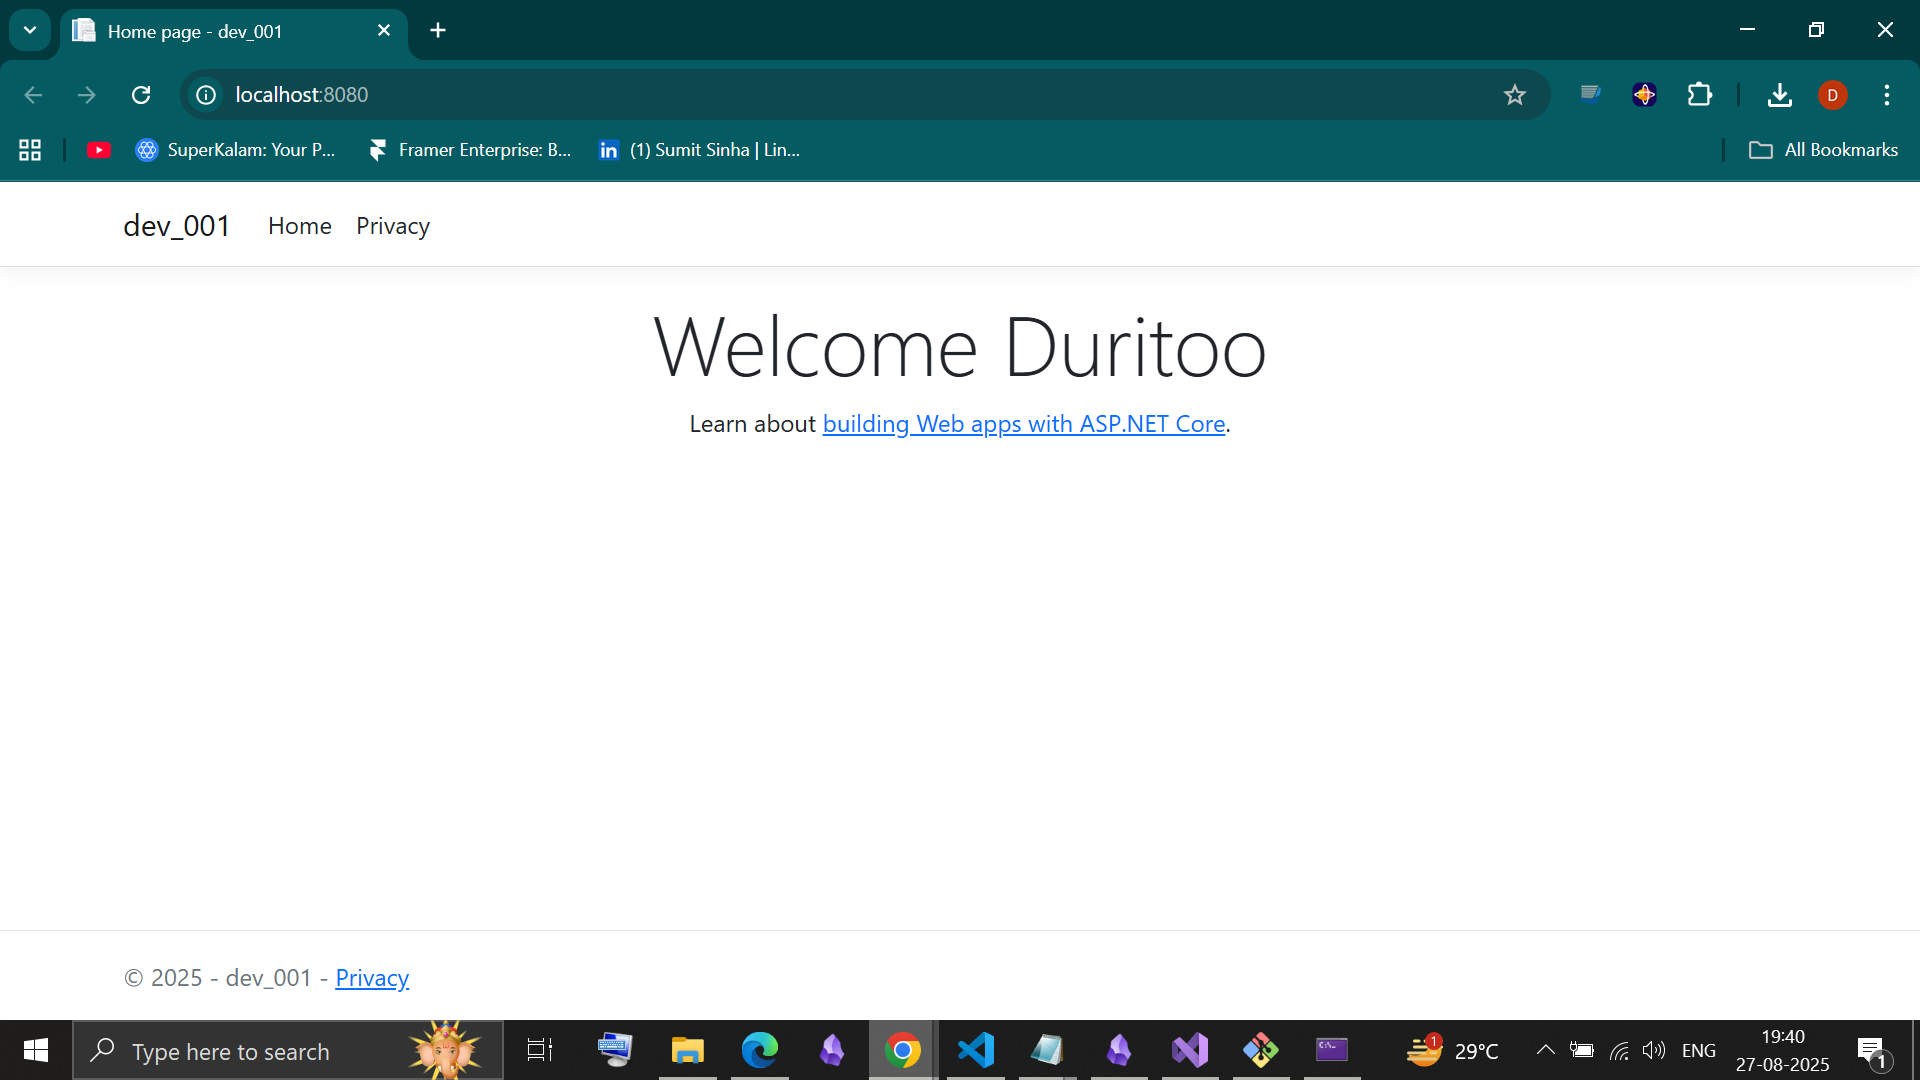 Home page - dev_001
localhost:8080
SuperKalam: Your P...
Framer Enterprise: B...
in
(1) Sumit Sinha | Lin...
All Bookmarks
D
dev_001
Home
Privacy
Welcome Duritoo
Learn about building Web apps with ASP.NET Core.
© 2025 - dev_001 - Privacy
Type here to search
1
29°C
ENG
19:40
27-08-2025
1